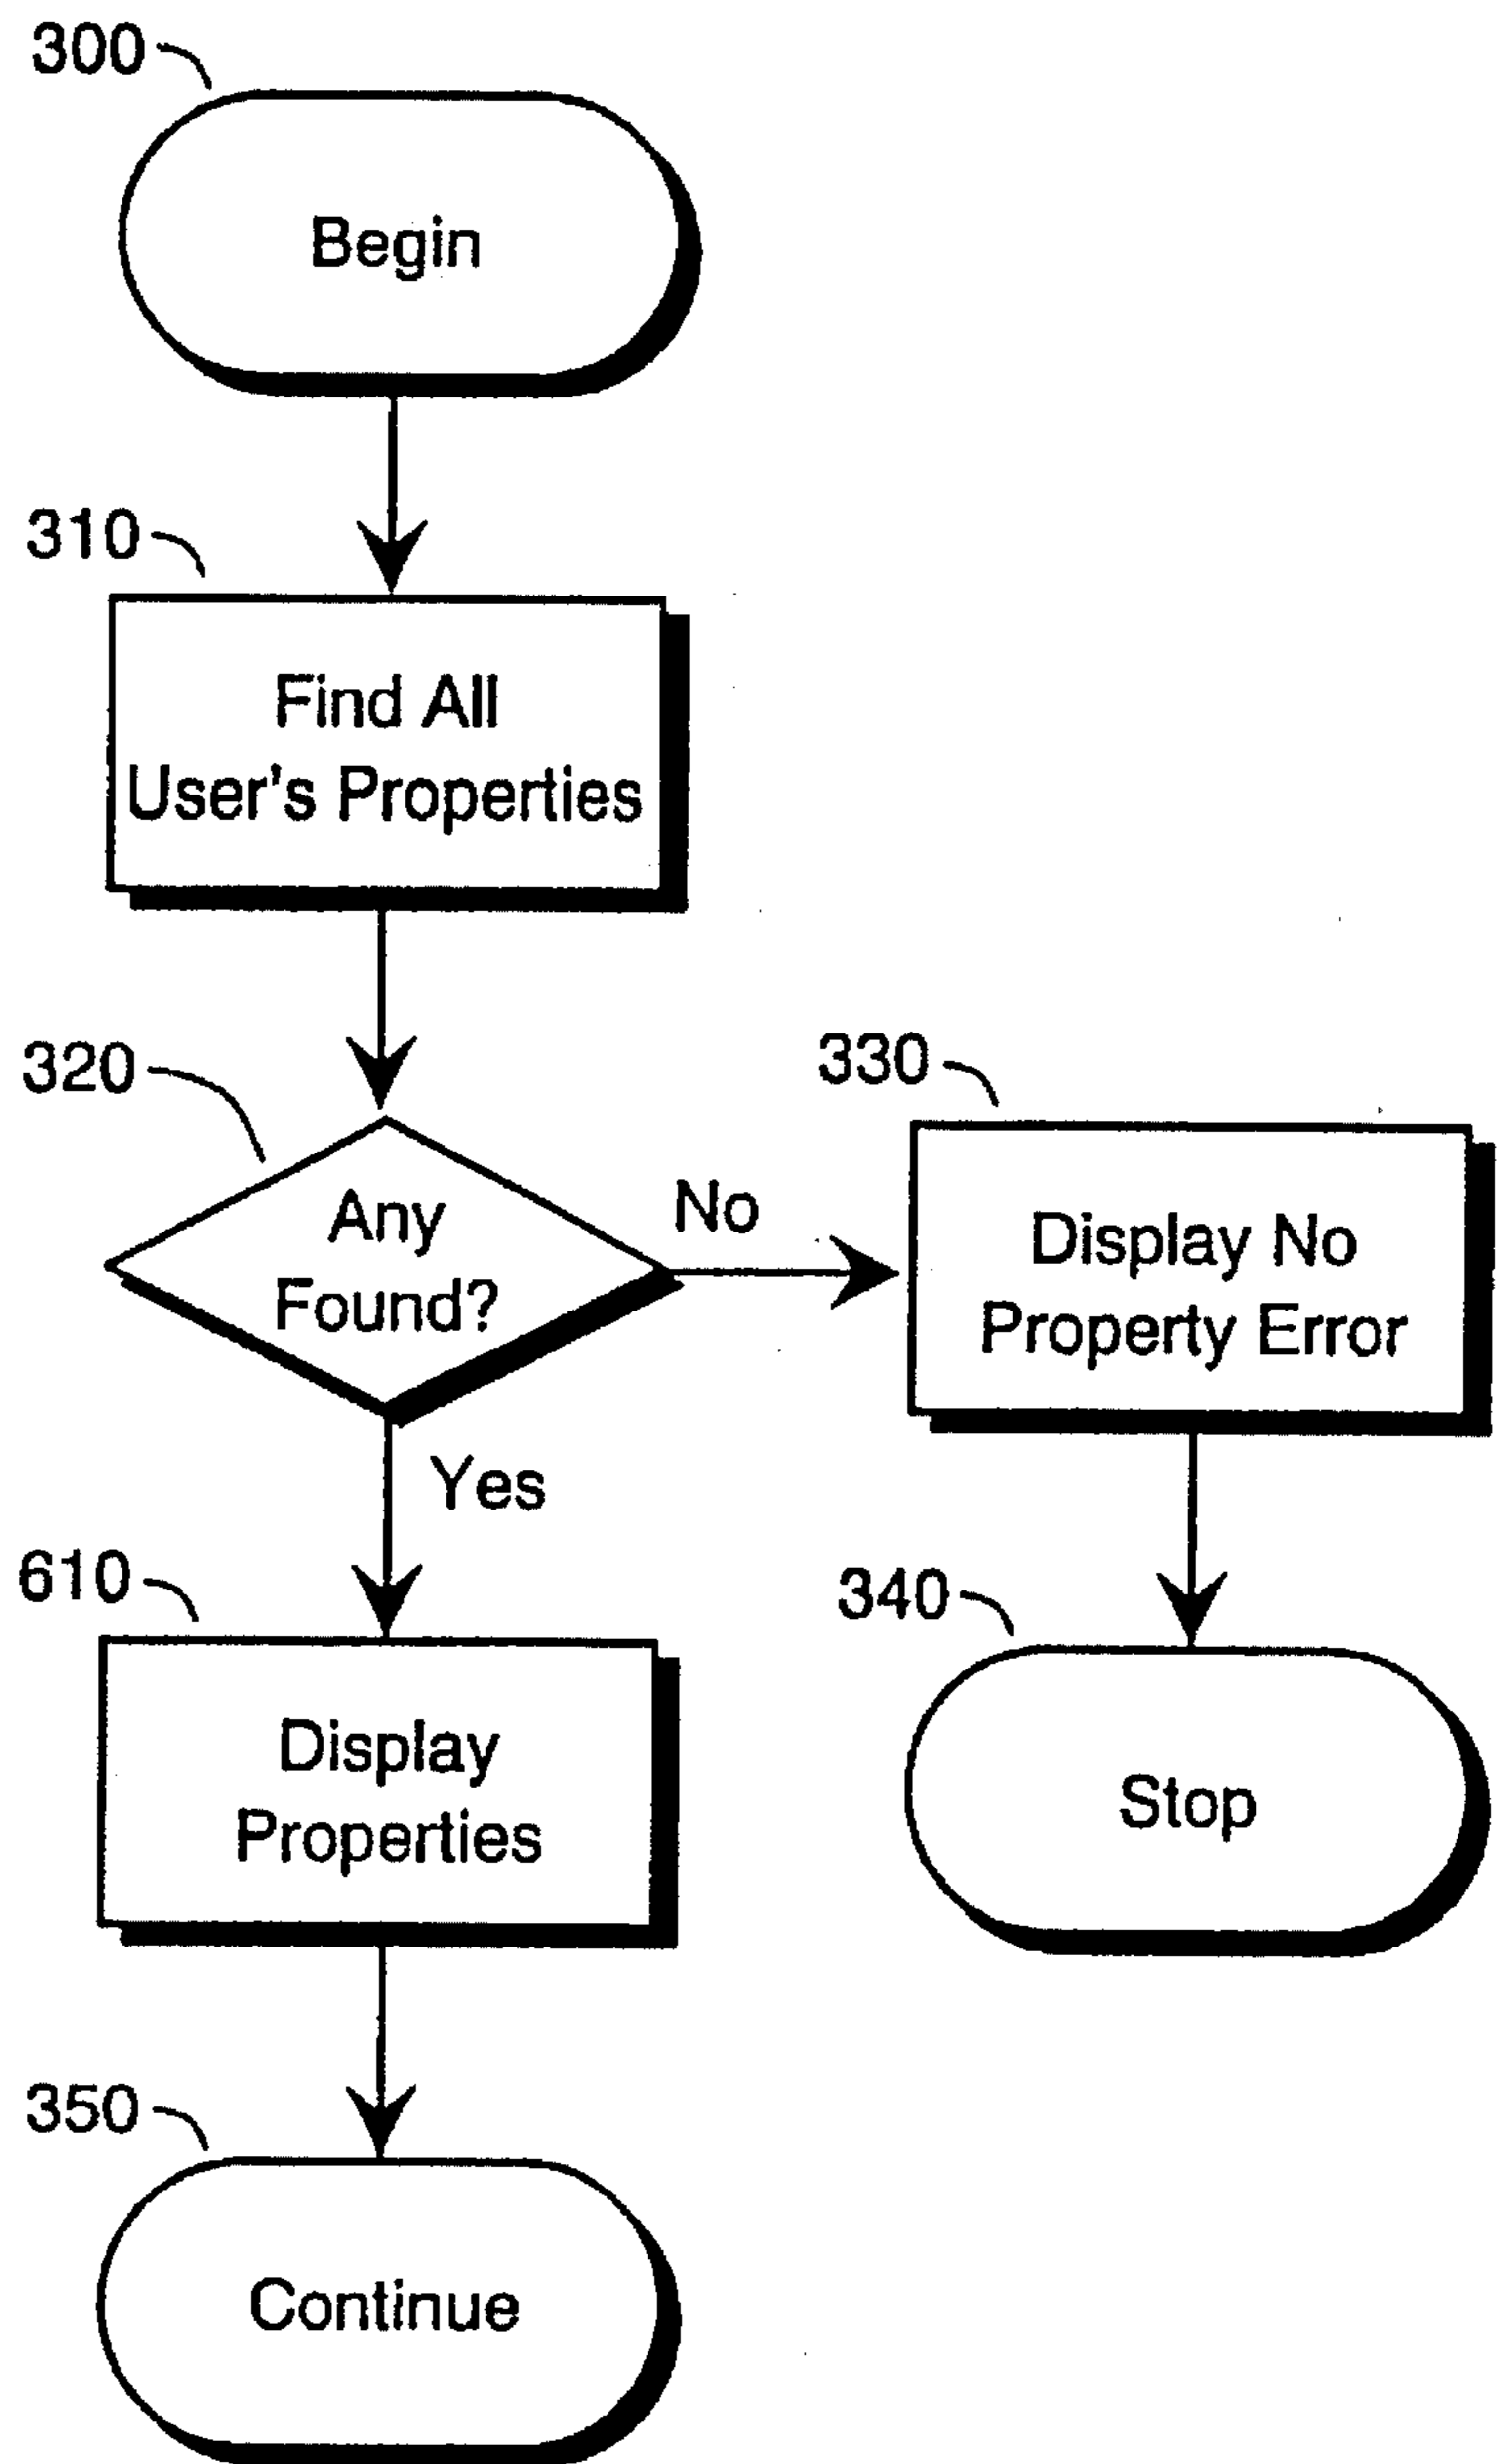 300
Begin
310
Find All
User's Properties
320
Any
Found?
No
330
Display No
Property Error
Yes
610
Display
Properties
340
Stop
350
Continue